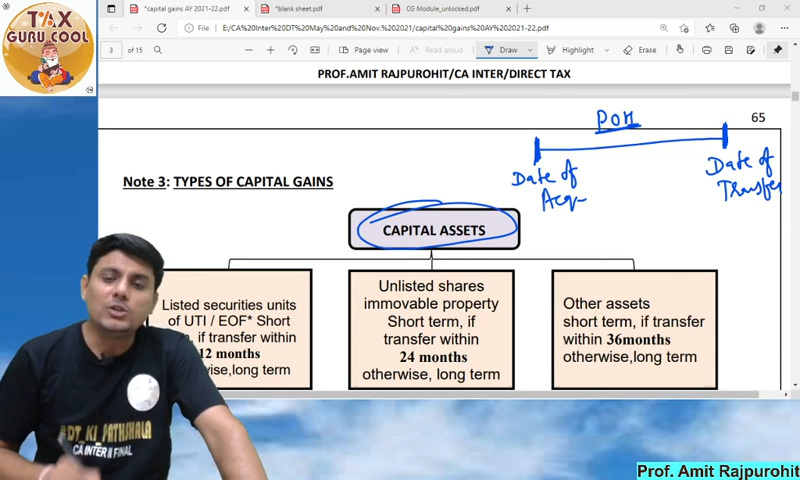 TAX
GURU COOL
*capital gains AY 2021-22.pdf
*blank sheet.pdf
CG Module_unlocked.pdf
File
E:/CA%20Inter%20DT%20May%20and%20Nov.%202021/capital%20gains%20AY%202021-22.pdf
3 of 15
Page view
Read aloud
Draw
Highlight
Erase
PROF.AMIT RAJPUROHIT/CA INTER/DIRECT TAX
65
POH
Date of
Acq-
Date of
Transfer
Note 3: TYPES OF CAPITAL GAINS
CAPITAL ASSETS
Listed securities units
of UTI / EOF* Short
if transfer within
12 months
wise,long term
Unlisted shares
immovable property
Short term, if
transfer within
24 months
otherwise, long term
Other assets
short term, if transfer
within 36months
otherwise,long term
DT KI PATHSHALA
CA INTER II FINAL
Prof. Amit Rajpurohit